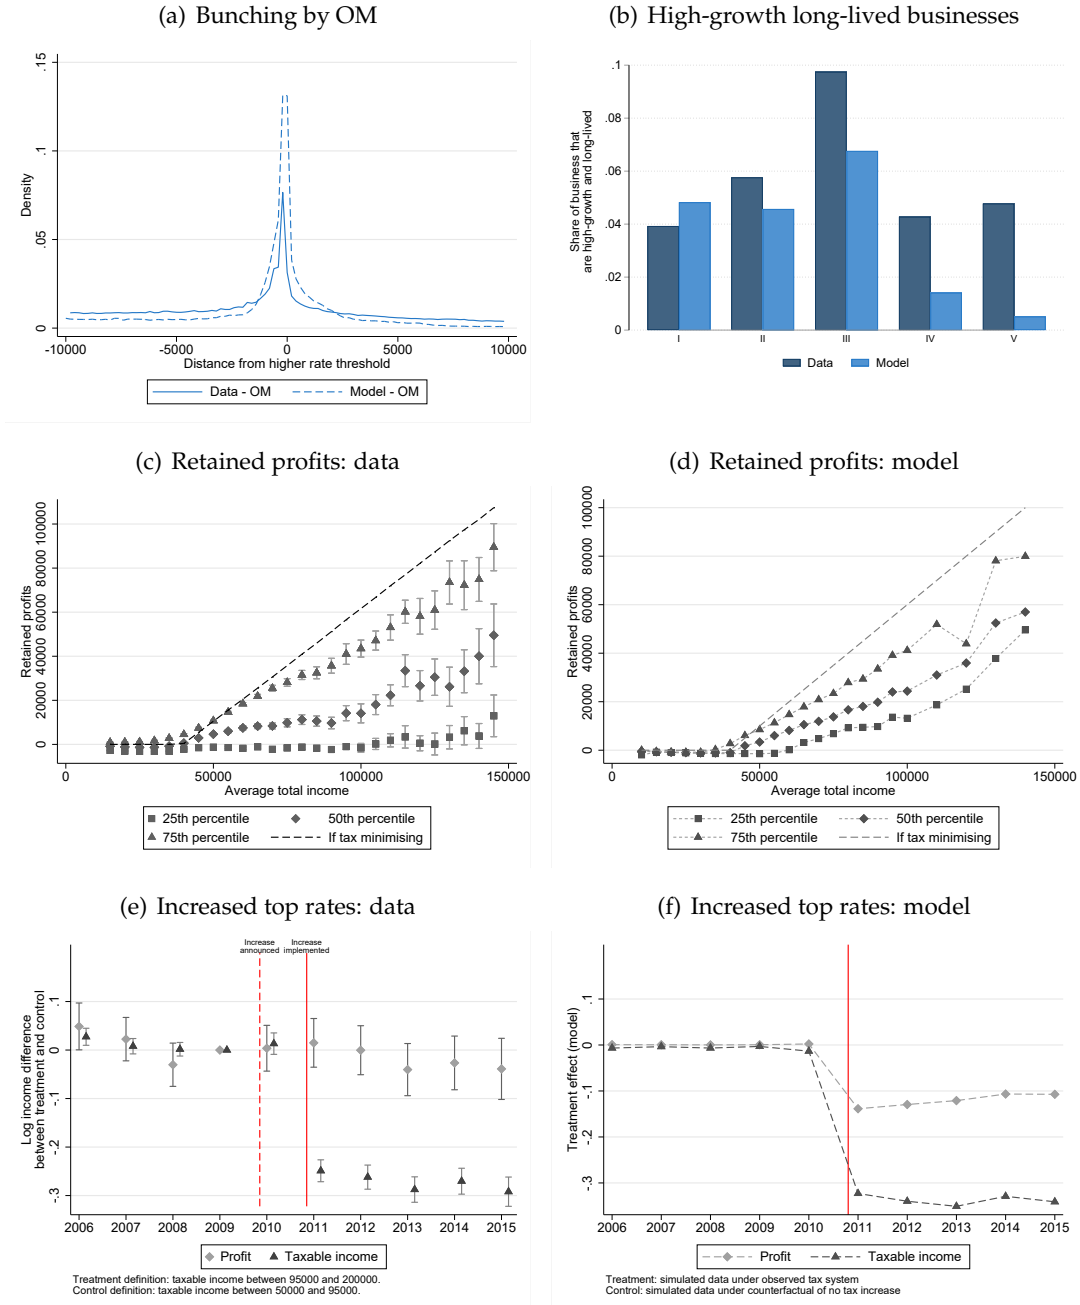 (a) Bunching by OM
.15
.1
.05
0
Density
-10000
-5000
0
5000
10000
Distance from higher rate threshold
Data - OM
Model - OM
(b) High-growth long-lived businesses
.1
.08
.06
.04
.02
0
Share of business that
are high-growth and long-lived
I
II
III
IV
V
Data
Model
(c) Retained profits: data
100000
80000
60000
40000
20000
0
Retained profits
0
50000
100000
150000
Average total income
25th percentile
50th percentile
75th percentile
If tax minimising
(d) Retained profits: model
100000
80000
60000
40000
20000
0
Retained profits
0
50000
100000
150000
Average total income
25th percentile
50th percentile
75th percentile
If tax minimising
(e) Increased top rates: data
Increase
announced
Increase
implemented
.1
0
-.1
-.2
-.3
Log income difference
between treatment and control
2006
2007
2008
2009
2010
2011
2012
2013
2014
2015
Profit
Taxable income
Treatment definition: taxable income between 95000 and 200000.
Control definition: taxable income between 50000 and 95000.
(f) Increased top rates: model
.1
0
-.1
-.2
-.3
Treatment effect (model)
2006
2007
2008
2009
2010
2011
2012
2013
2014
2015
Profit
Taxable income
Treatment: simulated data under observed tax system
Control: simulated data under counterfactual of no tax increase